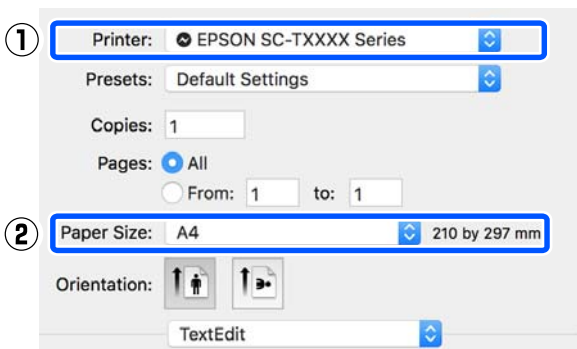 ① Printer: EPSON SC-TXXXX Series
Presets: Default Settings
Copies: 1
Pages: All
From: 1 to: 1
② Paper Size: A4 210 by 297 mm
Orientation:
TextEdit